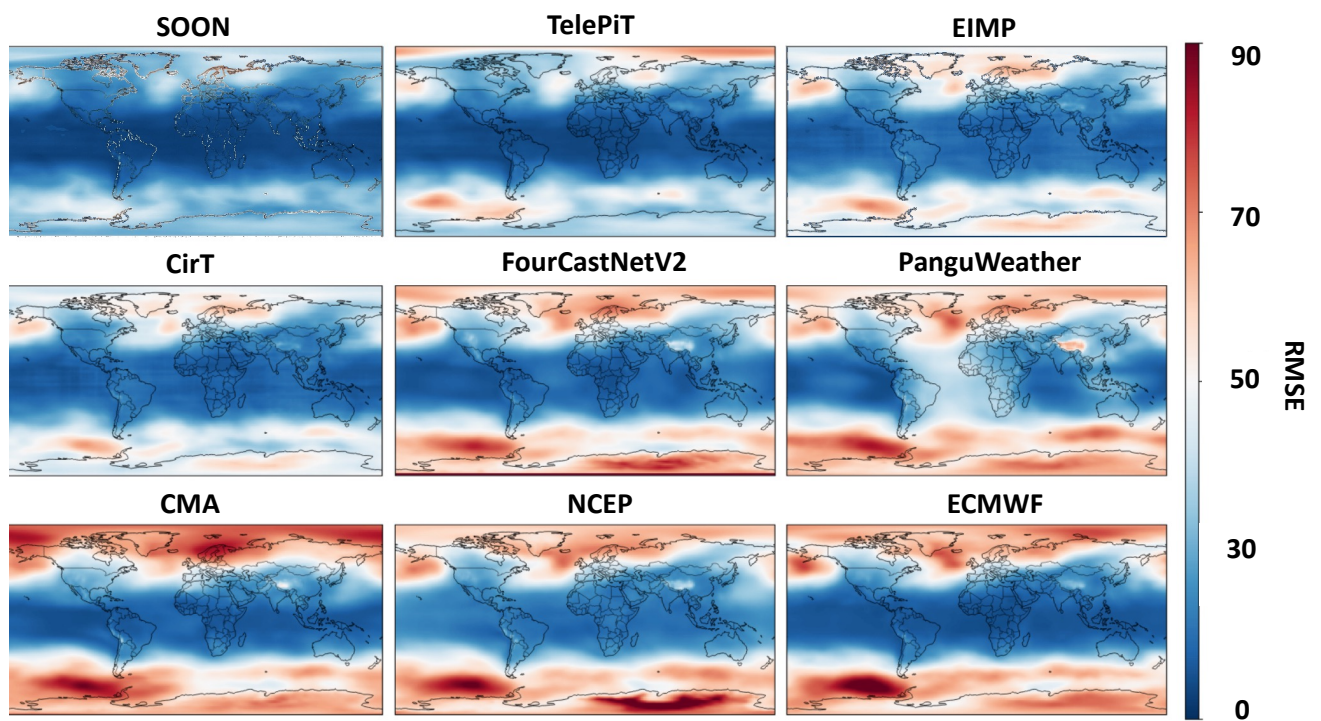 SOON TelePiT EIMP
90
70
CirT FourCastNetV2 PanguWeather
50
RMSE
CMA NCEP ECMWF
30
0